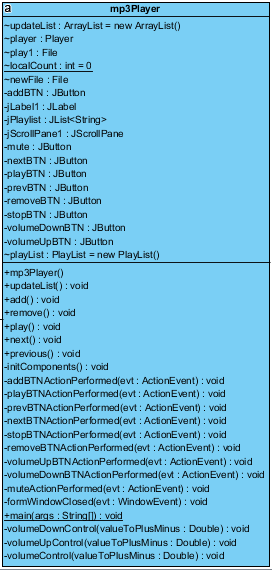 a
mp3Player
~updateList : ArrayList = new ArrayList()
~player : Player
~play1 : File
~localCount : int = 0
~newFile : File
-addBTN : JButton
-jLabel1 : JLabel
-jPlaylist : JList<String>
-jScrollPane1 : JScrollPane
-mute : JButton
-nextBTN : JButton
-playBTN : JButton
-prevBTN : JButton
-removeBTN : JButton
-stopBTN : JButton
-volumeDownBTN : JButton
-volumeUpBTN : JButton
~playList : PlayList = new PlayList()
+mp3Player()
+updateList() : void
+add() : void
+remove() : void
+play() : void
+next() : void
+previous() : void
-initComponents() : void
-addBTNActionPerformed(evt : ActionEvent) : void
-playBTNActionPerformed(evt : ActionEvent) : void
-prevBTNActionPerformed(evt : ActionEvent) : void
-nextBTNActionPerformed(evt : ActionEvent) : void
-stopBTNActionPerformed(evt : ActionEvent) : void
-removeBTNActionPerformed(evt : ActionEvent) : void
-volumeUpBTNActionPerformed(evt : ActionEvent) : void
-volumeDownBTNActionPerformed(evt : ActionEvent) : void
-muteActionPerformed(evt : ActionEvent) : void
-formWindowClosed(evt : WindowEvent) : void
+main(args : String[]) : void
-volumeDownControl(valueToPlusMinus : Double) : void
-volumeUpControl(valueToPlusMinus : Double) : void
-volumeControl(valueToPlusMinus : Double) : void